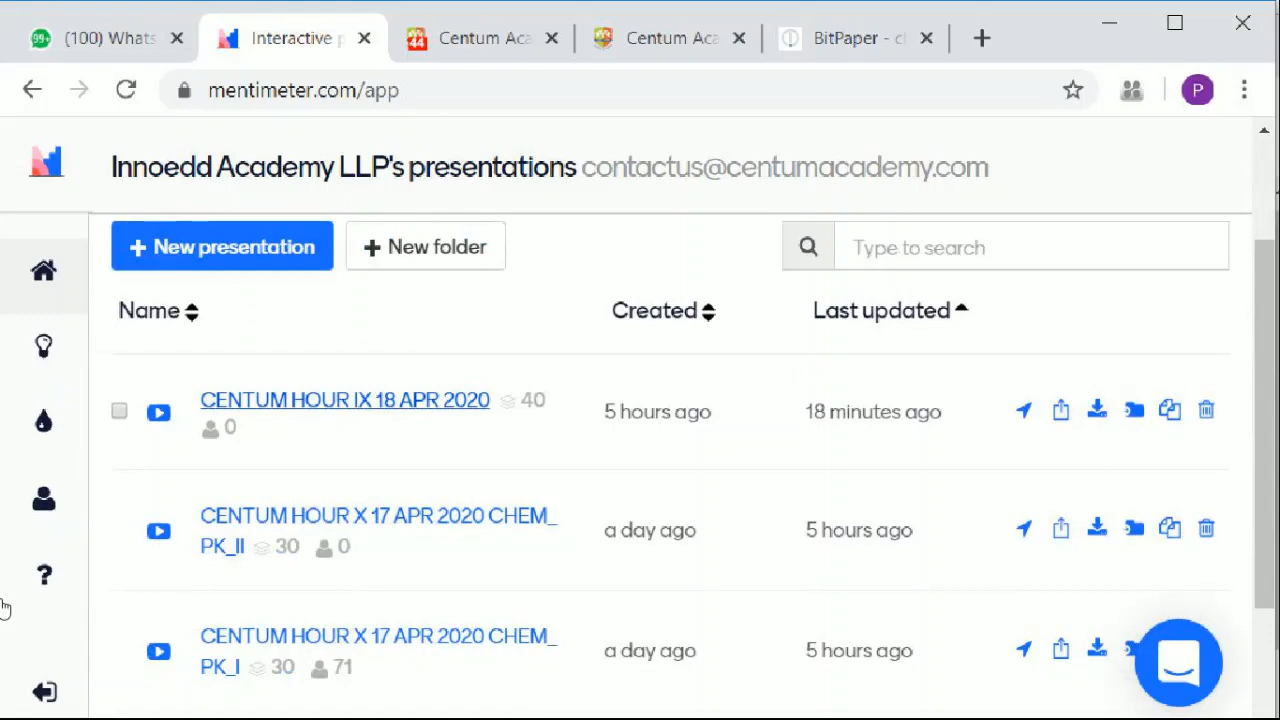 99+ (100) Whats
Interactive p
44 Centum Aca
Centum Aca
BitPaper - cl
mentimeter.com/app
P
Innoedd Academy LLP's presentations contactus@centumacademy.com
+ New presentation
+ New folder
Type to search
Name
Created
Last updated
CENTUM HOUR IX 18 APR 2020 40
0
5 hours ago
18 minutes ago
CENTUM HOUR X 17 APR 2020 CHEM_
PK_II 30 0
a day ago
5 hours ago
CENTUM HOUR X 17 APR 2020 CHEM_
PK_I 30 71
a day ago
5 hours ago